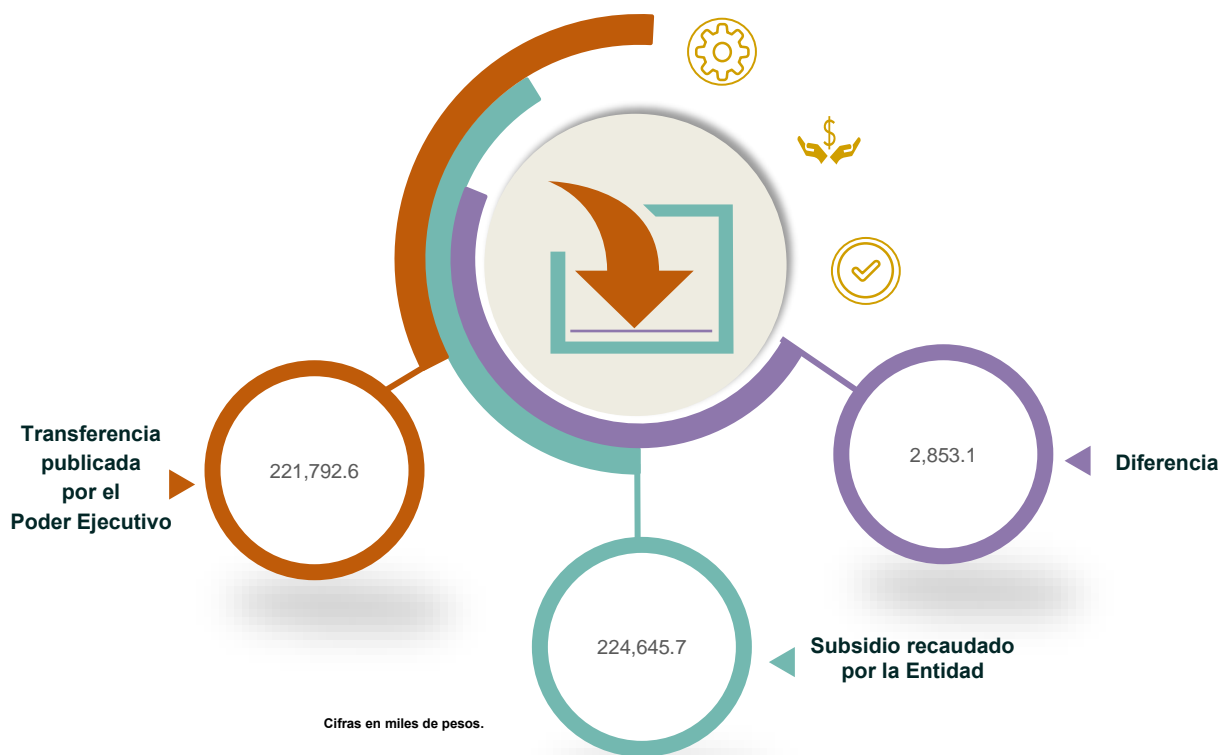 $
Transferencia
publicada
por el
Poder Ejecutivo
221,792.6
2,853.1
Diferencia
224,645.7
Subsidio recaudado
por la Entidad
Cifras en miles de pesos.